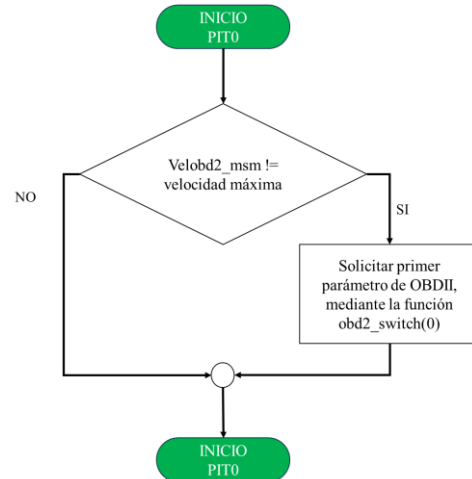 INICIO
PIT0
Velobd2_msm !=
velocidad máxima
NO
SI
Solicitar primer
parámetro de OBDII,
mediante la función
obd2_switch(0)
INICIO
PIT0